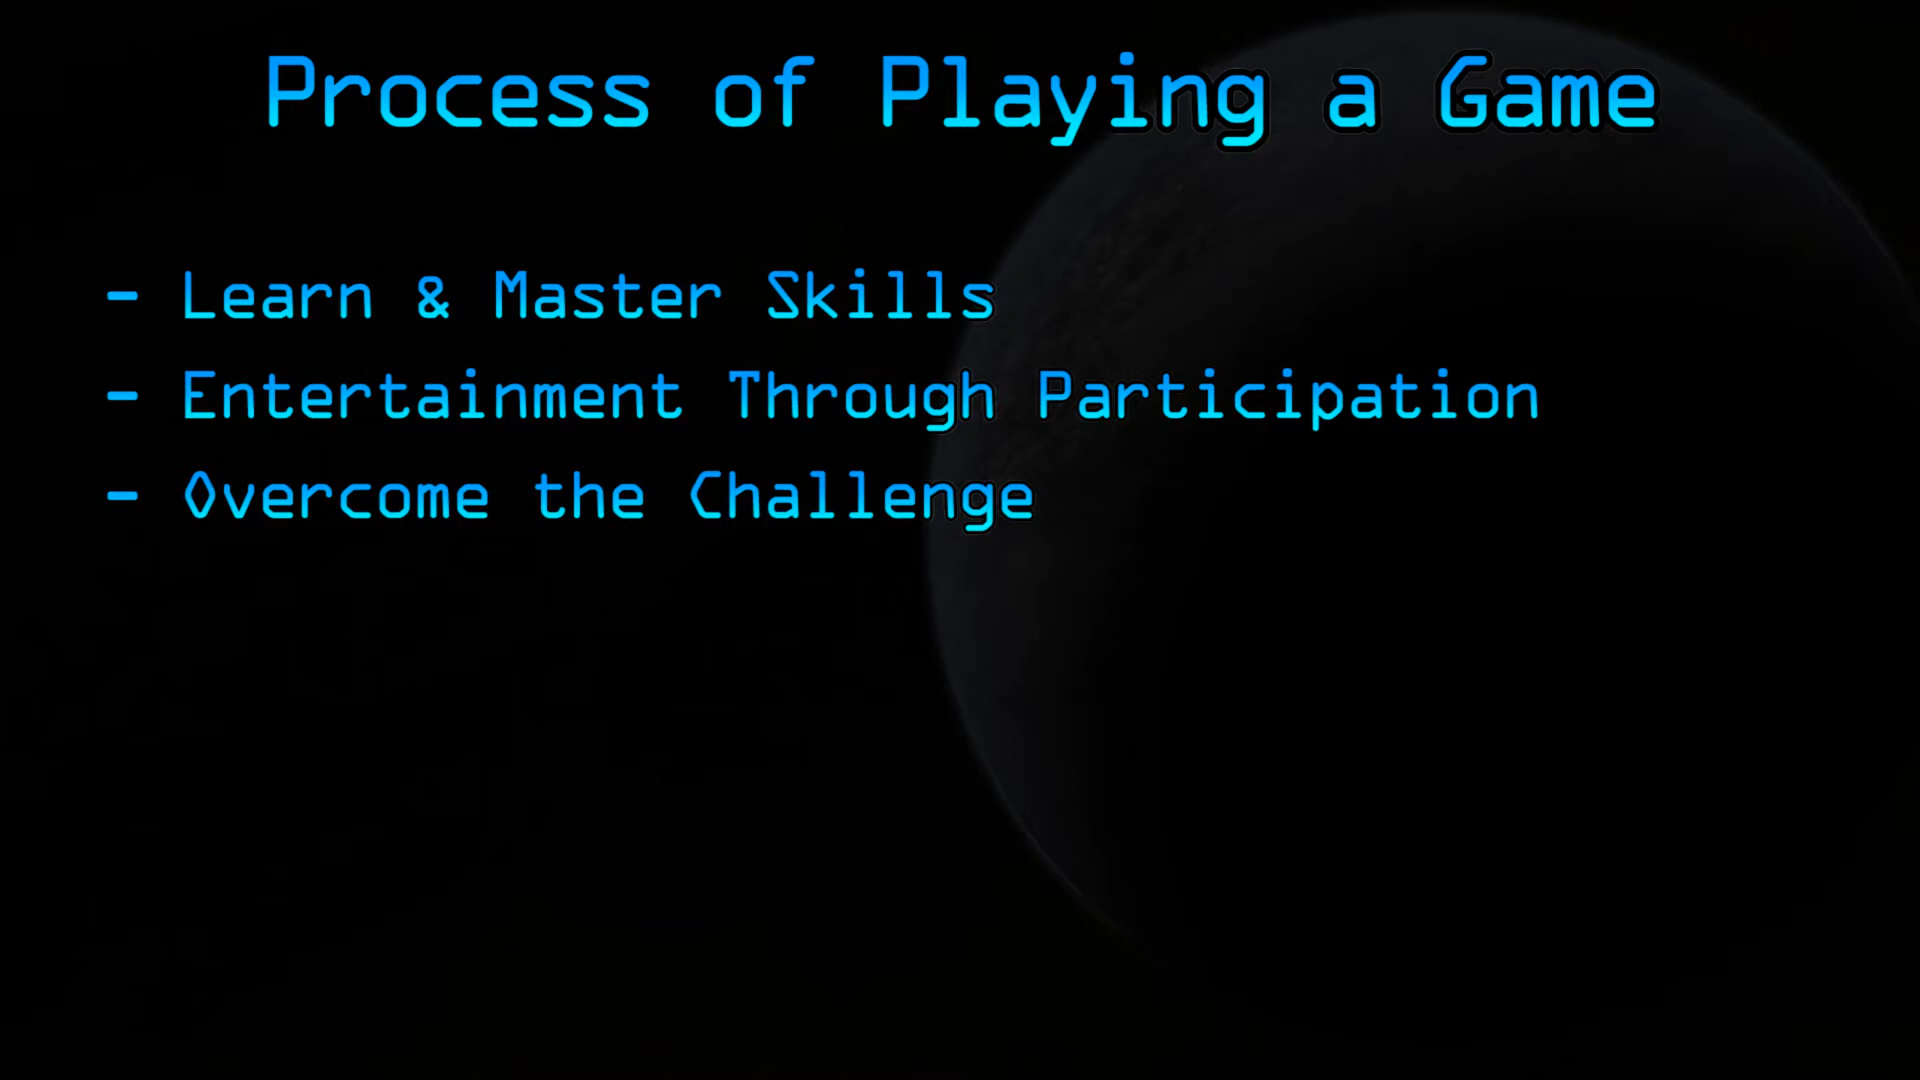 Process of Playing a Game
- Learn & Master Skills
- Entertainment Through Participation
- Overcome the Challenge